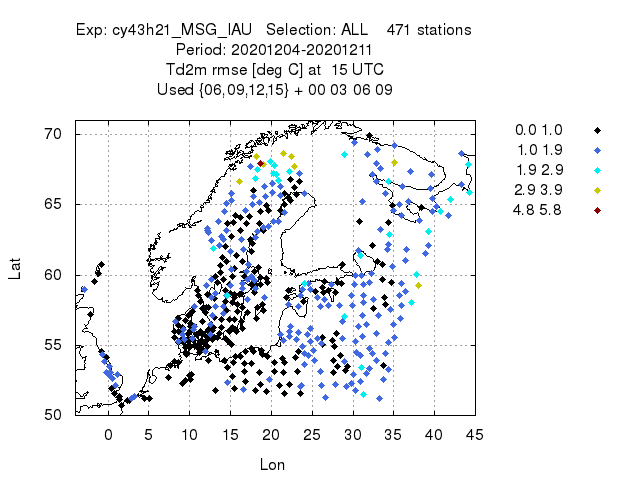 Exp: cy43h21_MSG_IAU Selection: ALL 471 stations
Period: 20201204-20201211
Td2m rmse [deg C] at 15 UTC
Used {06,09,12,15} + 00 03 06 09
70
65
60
55
50
Lat
0 5 10 15 20 25 30 35 40 45
Lon
0.0 1.0
1.0 1.9
1.9 2.9
2.9 3.9
4.8 5.8